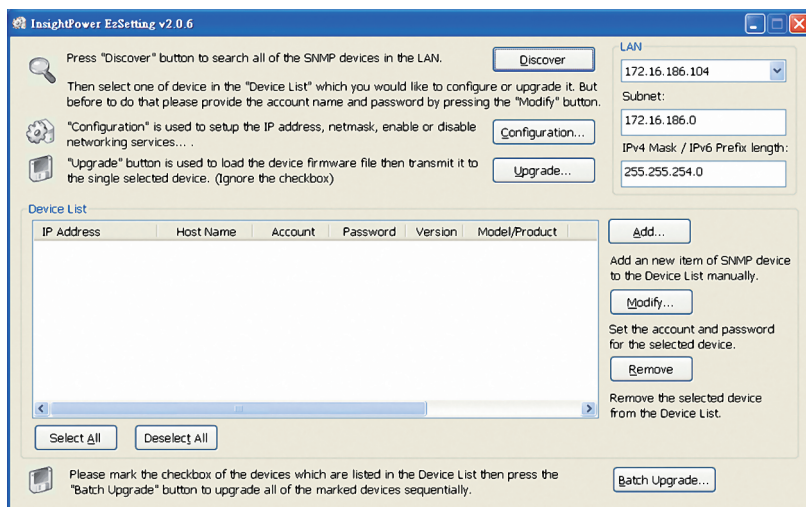 InsightPower EzSetting v2.0.6
Press "Discover" button to search all of the SNMP devices in the LAN.
Discover
Then select one of device in the "Device List" which you would like to configure or upgrade it. But
before to do that please provide the account name and password by pressing the "Modify" button.
"Configuration" is used to setup the IP address, netmask, enable or disable
networking services... .
Configuration...
"Upgrade" button is used to load the device firmware file then transmit it to
the single selected device. (Ignore the checkbox)
Upgrade...
LAN
172.16.186.104
Subnet:
172.16.186.0
IPv4 Mask / IPv6 Prefix length:
255.255.254.0
Device List
IP Address Host Name Account Password Version Model/Product
Add...
Add an new item of SNMP device
to the Device List manually.
Modify...
Set the account and password
for the selected device.
Remove
Remove the selected device
from the Device List.
Select All
Deselect All
Please mark the checkbox of the devices which are listed in the Device List then press the
"Batch Upgrade" button to upgrade all of the marked devices sequentially.
Batch Upgrade...